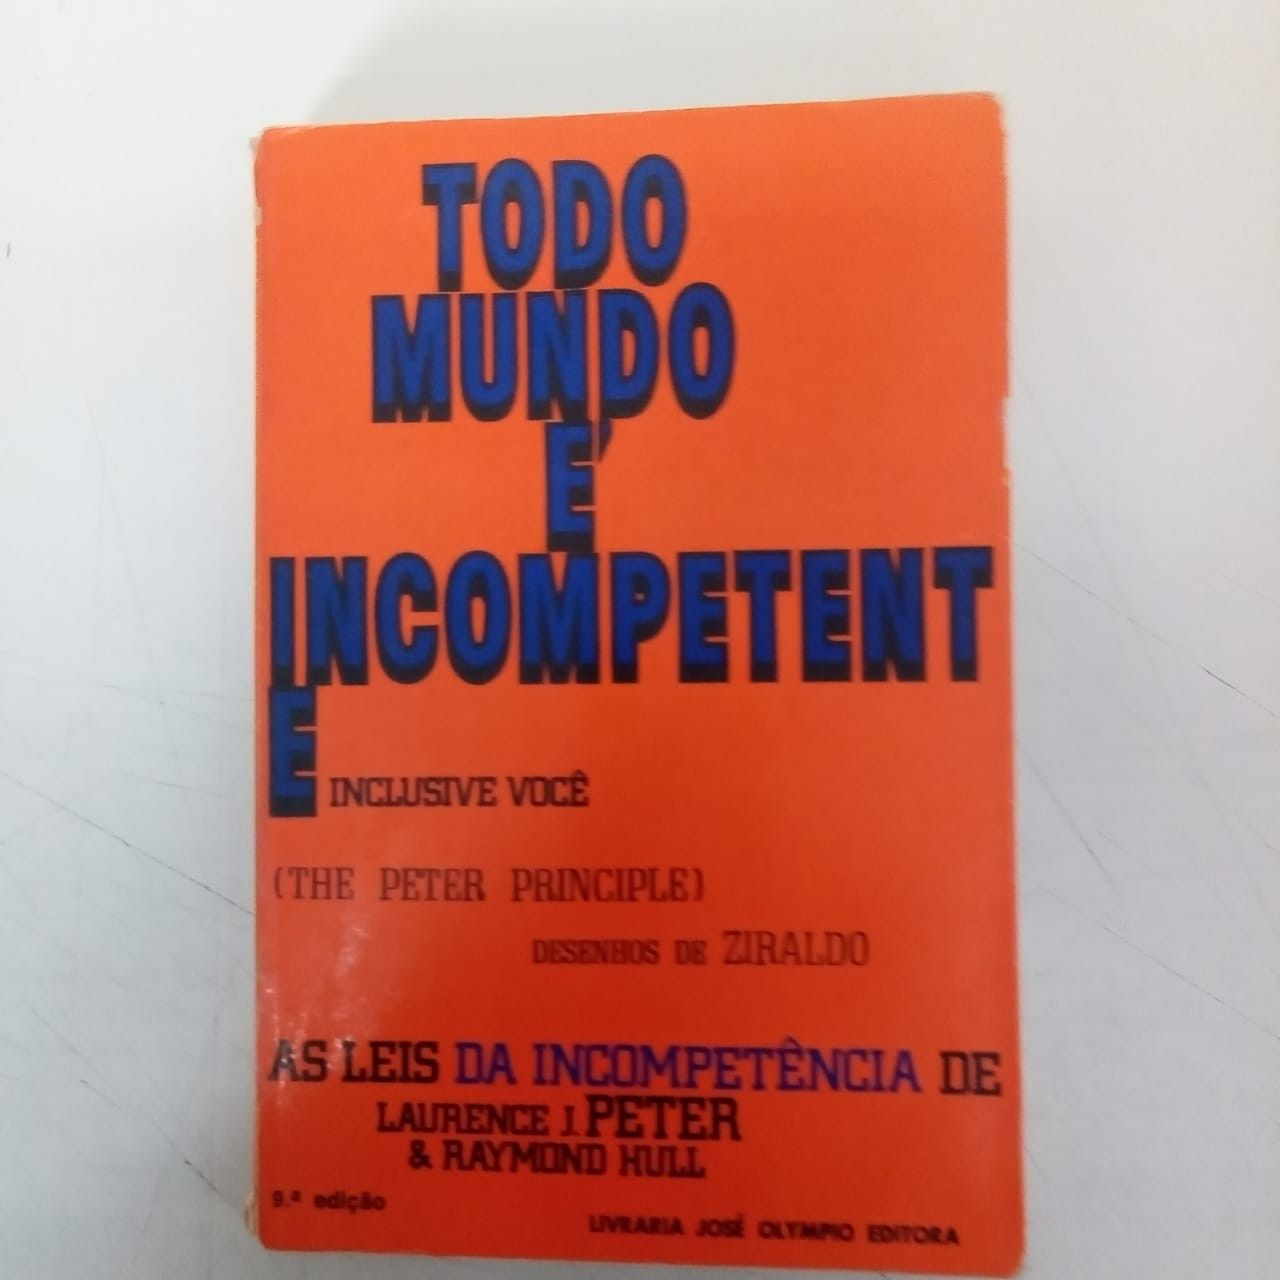 TODO
MUNDO
E'
INCOMPETENT
E INCLUSIVE VOCÊ
(THE PETER PRINCIPLE)
DESENHOS DE ZIRALDO
AS LEIS DA INCOMPETÊNCIA DE
LAURENCE J. PETER
& RAYMOND HULL
9.ª edição
LIVRARIA JOSÉ OLYMPIO EDITORA